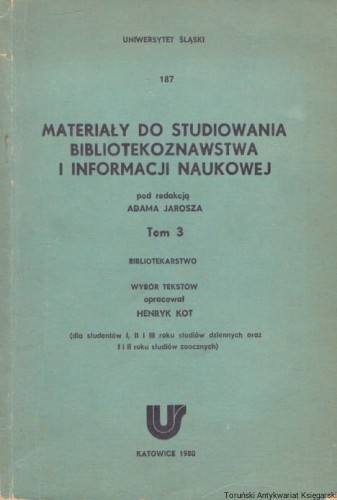 UNIWERSYTET ŚLĄSKI
187
MATERIAŁY DO STUDIOWANIA
BIBLIOTEKOZNAWSTWA
I INFORMACJI NAUKOWEJ
pod redakcją
ADAMA JAROSZA
Tom 3
BIBLIOTEKARSTWO
WYBÓR TEKSTÓW
opracował
HENRYK KOT
(dla studentów I, II i III roku studiów dziennych oraz
I i II roku studiów zaocznych)
KATOWICE 1980
Toruński Antykwariat Księgarski